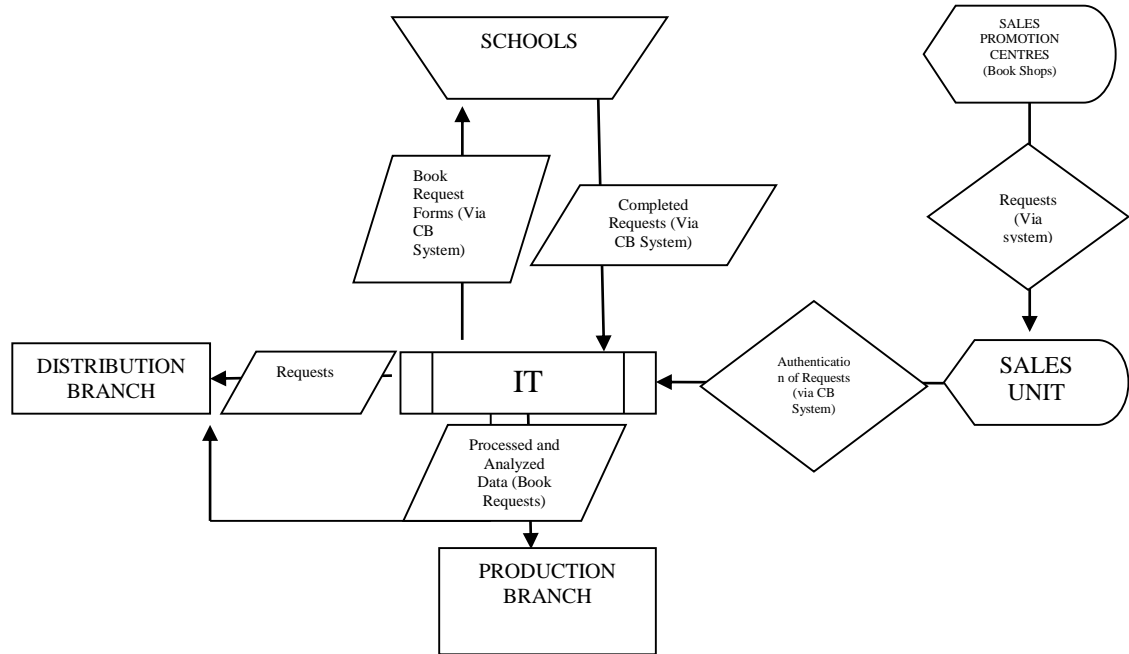 SCHOOLS
SALES
PROMOTION
CENTRES
(Book Shops)
Book
Request
Forms (Via
CB
System)
Completed
Requests (Via
CB System)
Requests
(Via
system)
DISTRIBUTION
BRANCH
Requests
IT
Authenticatio
n of Requests
(via CB
System)
SALES
UNIT
Processed and
Analyzed
Data (Book
Requests)
PRODUCTION
BRANCH